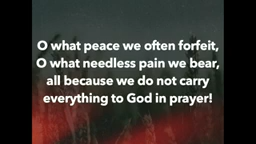 O what peace we often forfeit,
O what needless pain we bear,
all because we do not carry
everything to God in prayer!